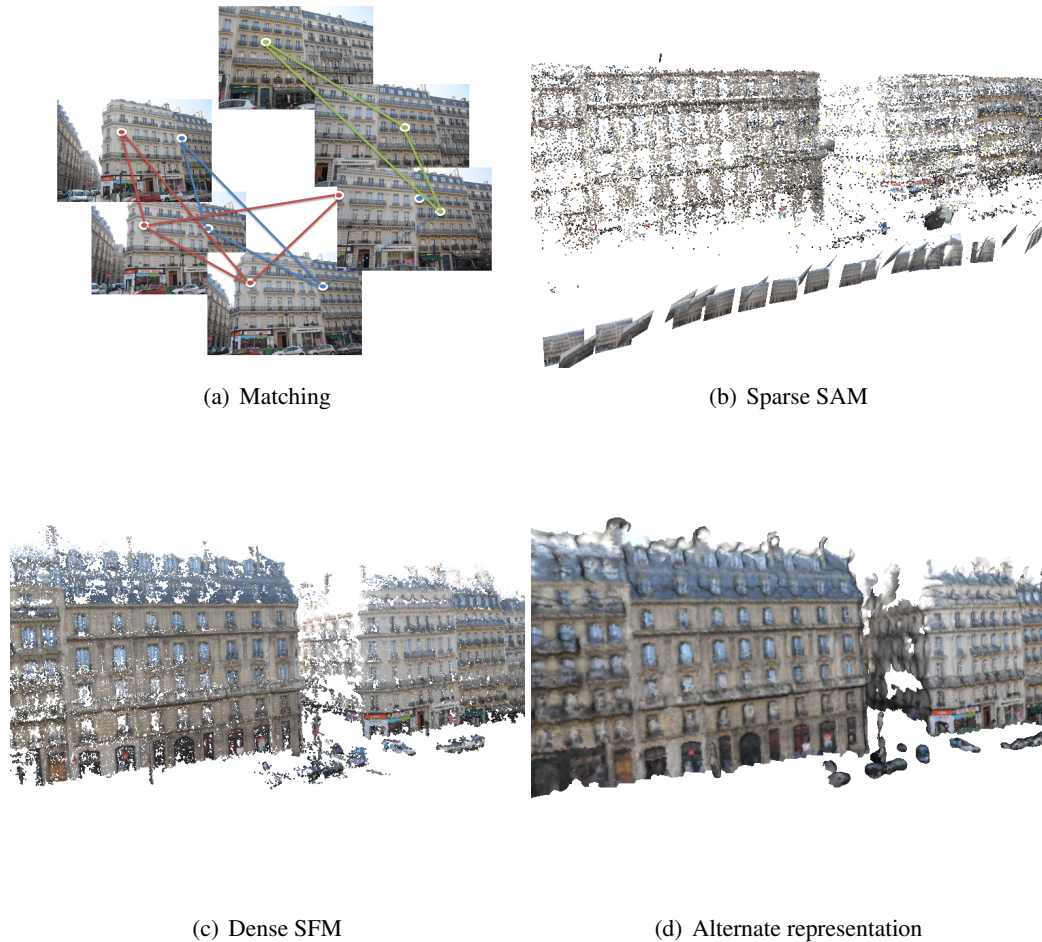 (a) Matching
(b) Sparse SAM
(c) Dense SFM
(d) Alternate representation